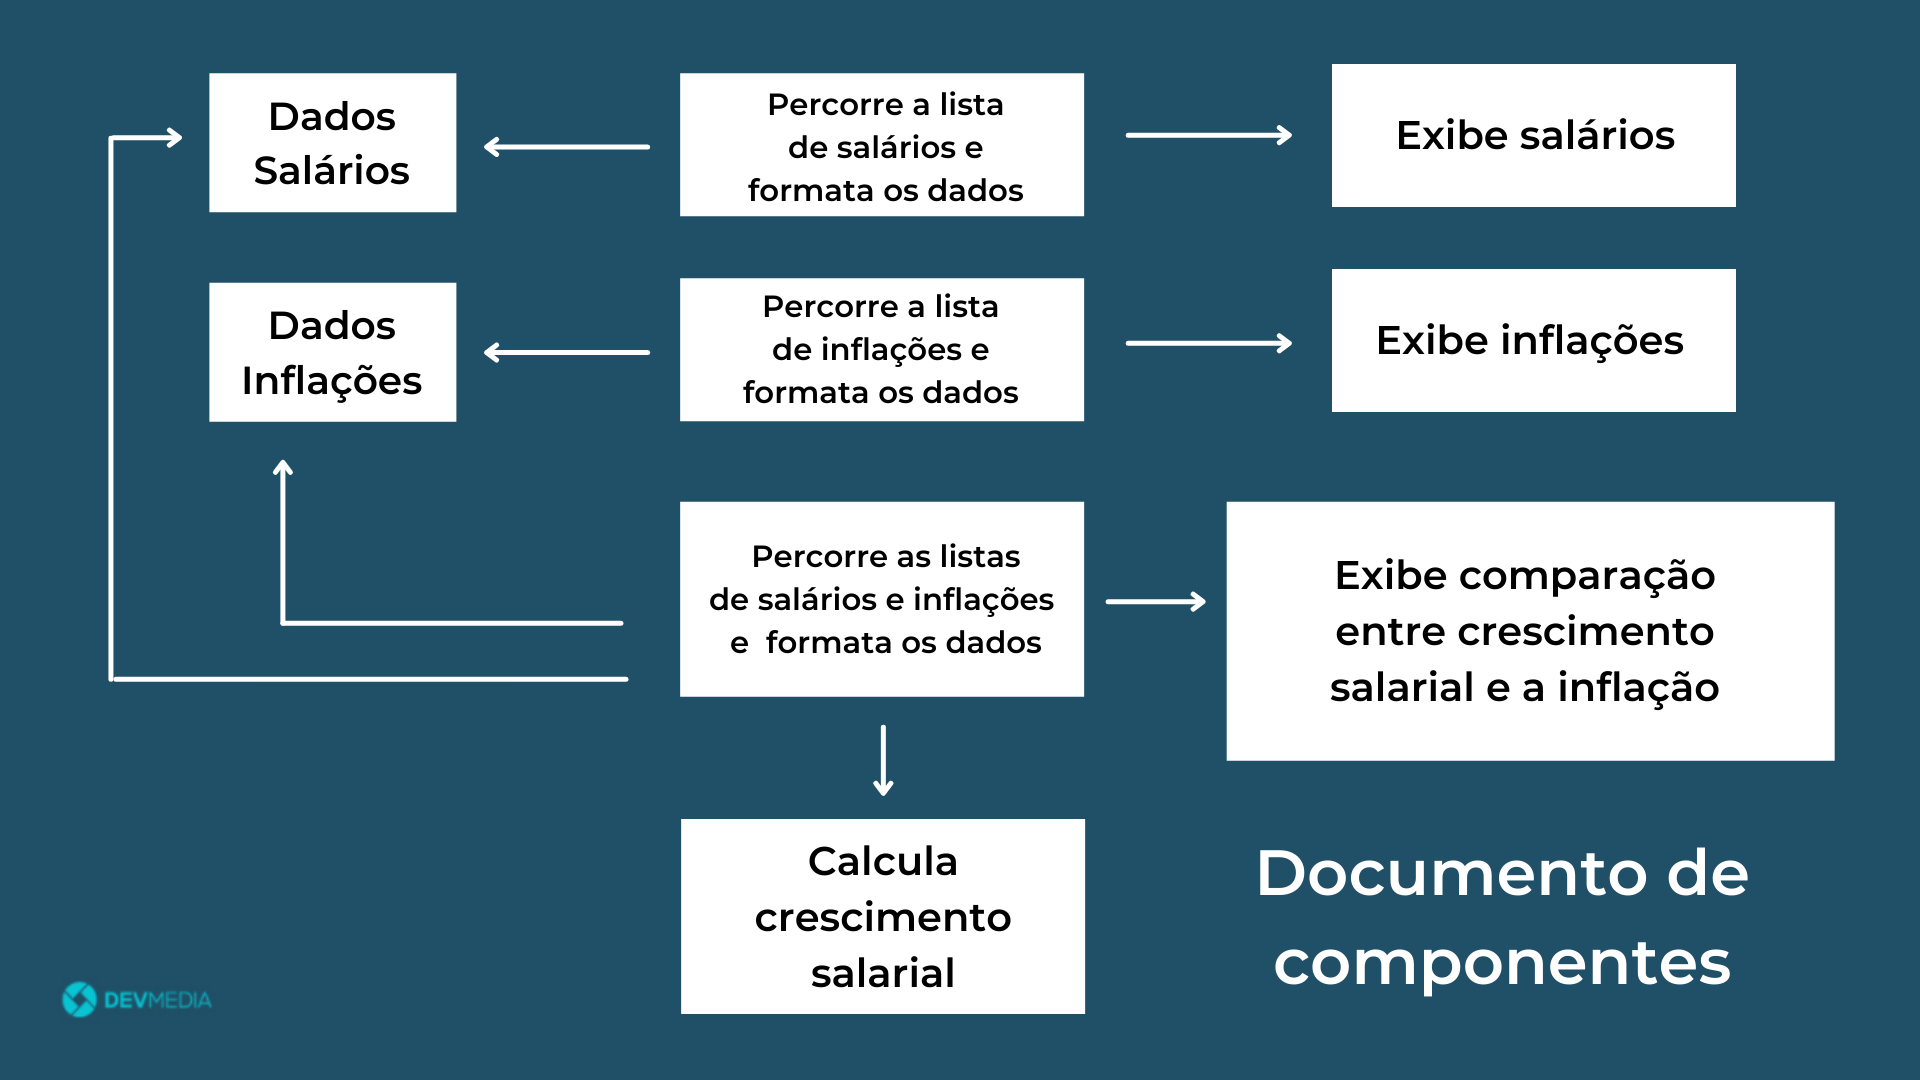 Dados
Salários
Percorre a lista
de salários e
formata os dados
Exibe salários
Dados
Inflações
Percorre a lista
de inflações e
formata os dados
Exibe inflações
Percorre as listas
de salários e inflações
e formata os dados
Exibe comparação
entre crescimento
salarial e a inflação
Calcula
crescimento
salarial
Documento de
componentes
DEVMEDIA